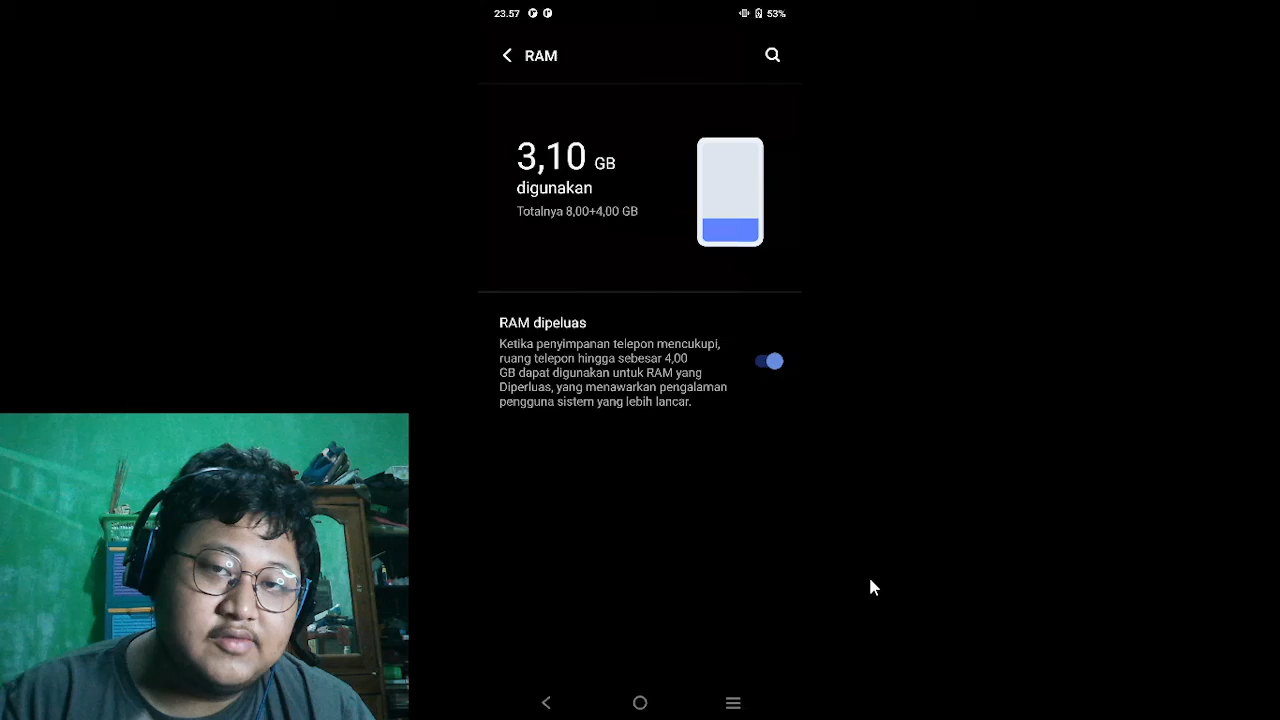 23.57
53%
RAM
3,10 GB
digunakan
Totalnya 8,00+4,00 GB
RAM dipeluas
Ketika penyimpanan telepon mencukupi,
ruang telepon hingga sebesar 4,00
GB dapat digunakan untuk RAM yang
Diperluas, yang menawarkan pengalaman
pengguna sistem yang lebih lancar.